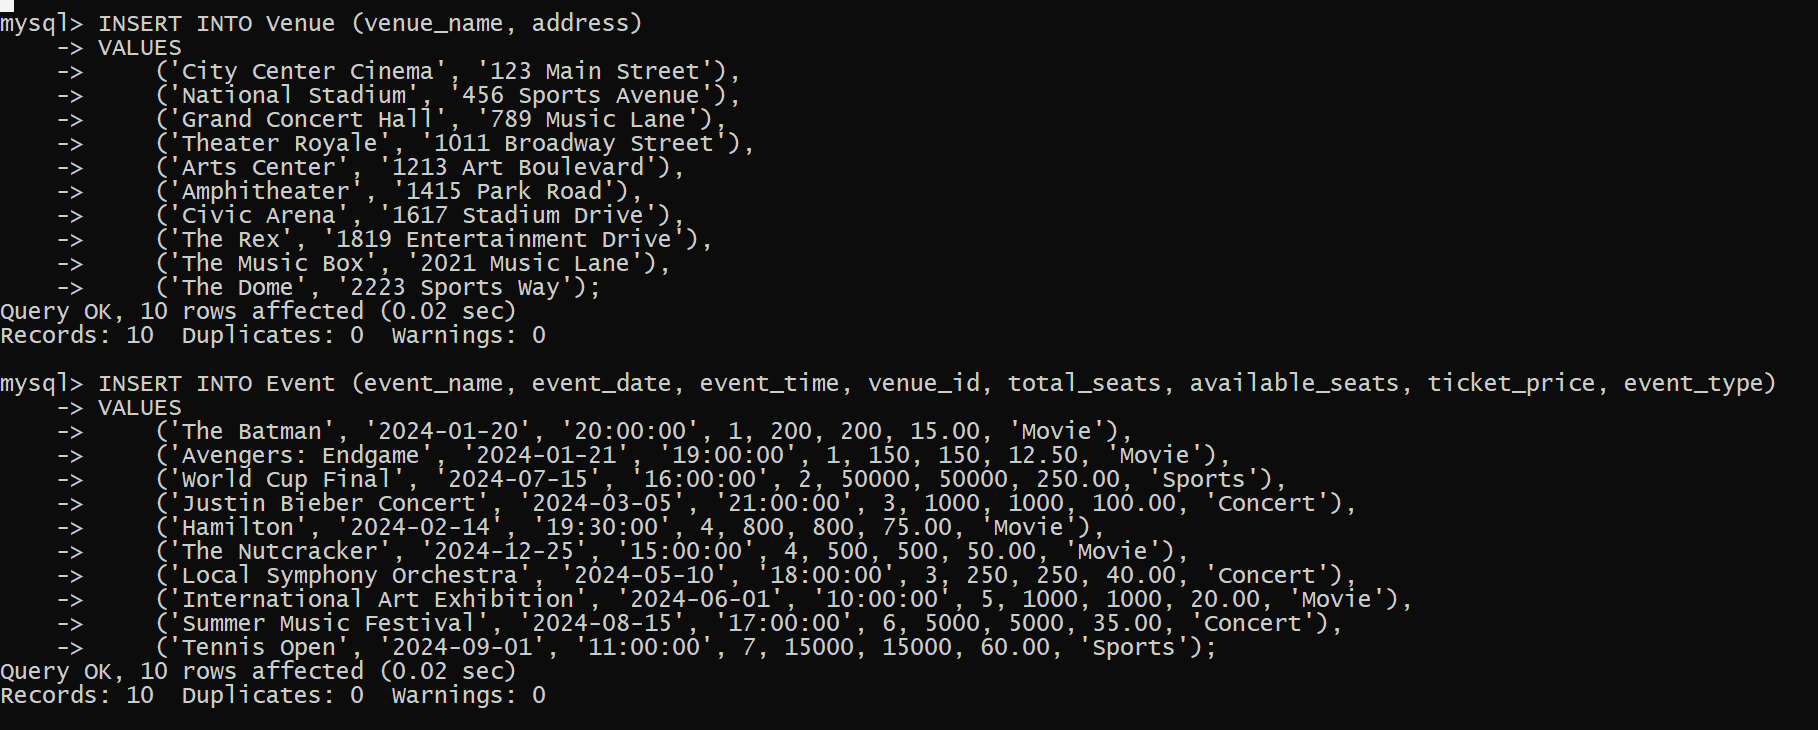 mysql> INSERT INTO Venue (venue_name, address)
    -> VALUES
    ->     ('City Center Cinema', '123 Main Street'),
    ->     ('National Stadium', '456 Sports Avenue'),
    ->     ('Grand Concert Hall', '789 Music Lane'),
    ->     ('Theater Royale', '1011 Broadway Street'),
    ->     ('Arts Center', '1213 Art Boulevard'),
    ->     ('Amphitheater', '1415 Park Road'),
    ->     ('Civic Arena', '1617 Stadium Drive'),
    ->     ('The Rex', '1819 Entertainment Drive'),
    ->     ('The Music Box', '2021 Music Lane'),
    ->     ('The Dome', '2223 Sports Way');
Query OK, 10 rows affected (0.02 sec)
Records: 10  Duplicates: 0  Warnings: 0
mysql> INSERT INTO Event (event_name, event_date, event_time, venue_id, total_seats, available_seats, ticket_price, event_type)
    -> VALUES
    ->     ('The Batman', '2024-01-20', '20:00:00', 1, 200, 200, 15.00, 'Movie'),
    ->     ('Avengers: Endgame', '2024-01-21', '19:00:00', 1, 150, 150, 12.50, 'Movie'),
    ->     ('World Cup Final', '2024-07-15', '16:00:00', 2, 50000, 50000, 250.00, 'Sports'),
    ->     ('Justin Bieber Concert', '2024-03-05', '21:00:00', 3, 1000, 1000, 100.00, 'Concert'),
    ->     ('Hamilton', '2024-02-14', '19:30:00', 4, 800, 800, 75.00, 'Movie'),
    ->     ('The Nutcracker', '2024-12-25', '15:00:00', 4, 500, 500, 50.00, 'Movie'),
    ->     ('Local Symphony Orchestra', '2024-05-10', '18:00:00', 3, 250, 250, 40.00, 'Concert'),
    ->     ('International Art Exhibition', '2024-06-01', '10:00:00', 5, 1000, 1000, 20.00, 'Movie'),
    ->     ('Summer Music Festival', '2024-08-15', '17:00:00', 6, 5000, 5000, 35.00, 'Concert'),
    ->     ('Tennis Open', '2024-09-01', '11:00:00', 7, 15000, 15000, 60.00, 'Sports');
Query OK, 10 rows affected (0.02 sec)
Records: 10  Duplicates: 0  Warnings: 0